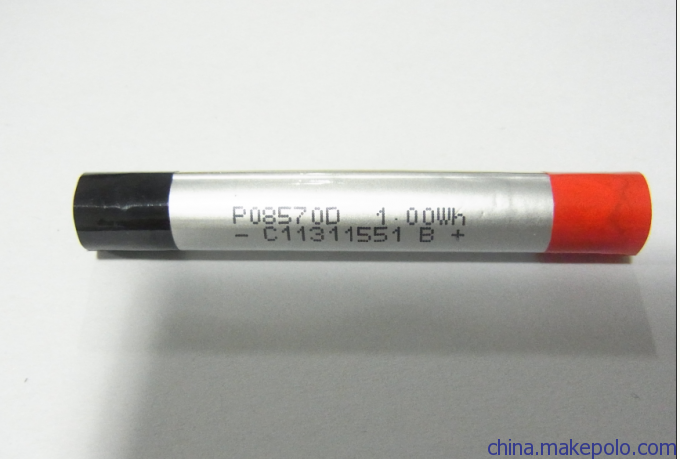 P08570D 1.00Wh
- C11311551 B +
china.makepolo.com